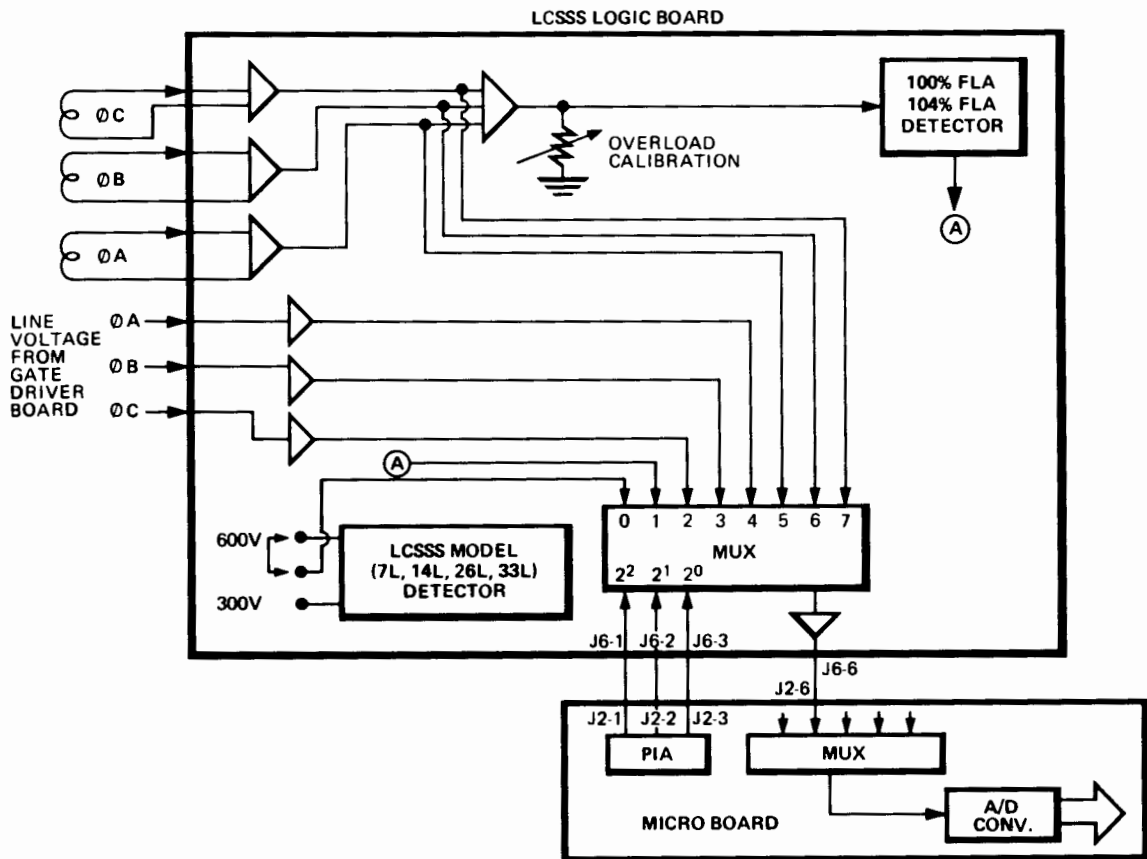 LCSSS LOGIC BOARD
ØC
ØB
ØA
100% FLA
104% FLA
DETECTOR
OVERLOAD
CALIBRATION
A
LINE
VOLTAGE
FROM
GATE
DRIVER
BOARD
ØA
ØB
ØC
A
600V
300V
LCSSS MODEL
(7L, 14L, 26L, 33L)
DETECTOR
0 1 2 3 4 5 6 7
MUX
2² 2¹ 2⁰
J6-1 J6-2 J6-3
J6-6
J2-6
J2-1 J2-2 J2-3
PIA
MUX
MICRO BOARD
A/D
CONV.